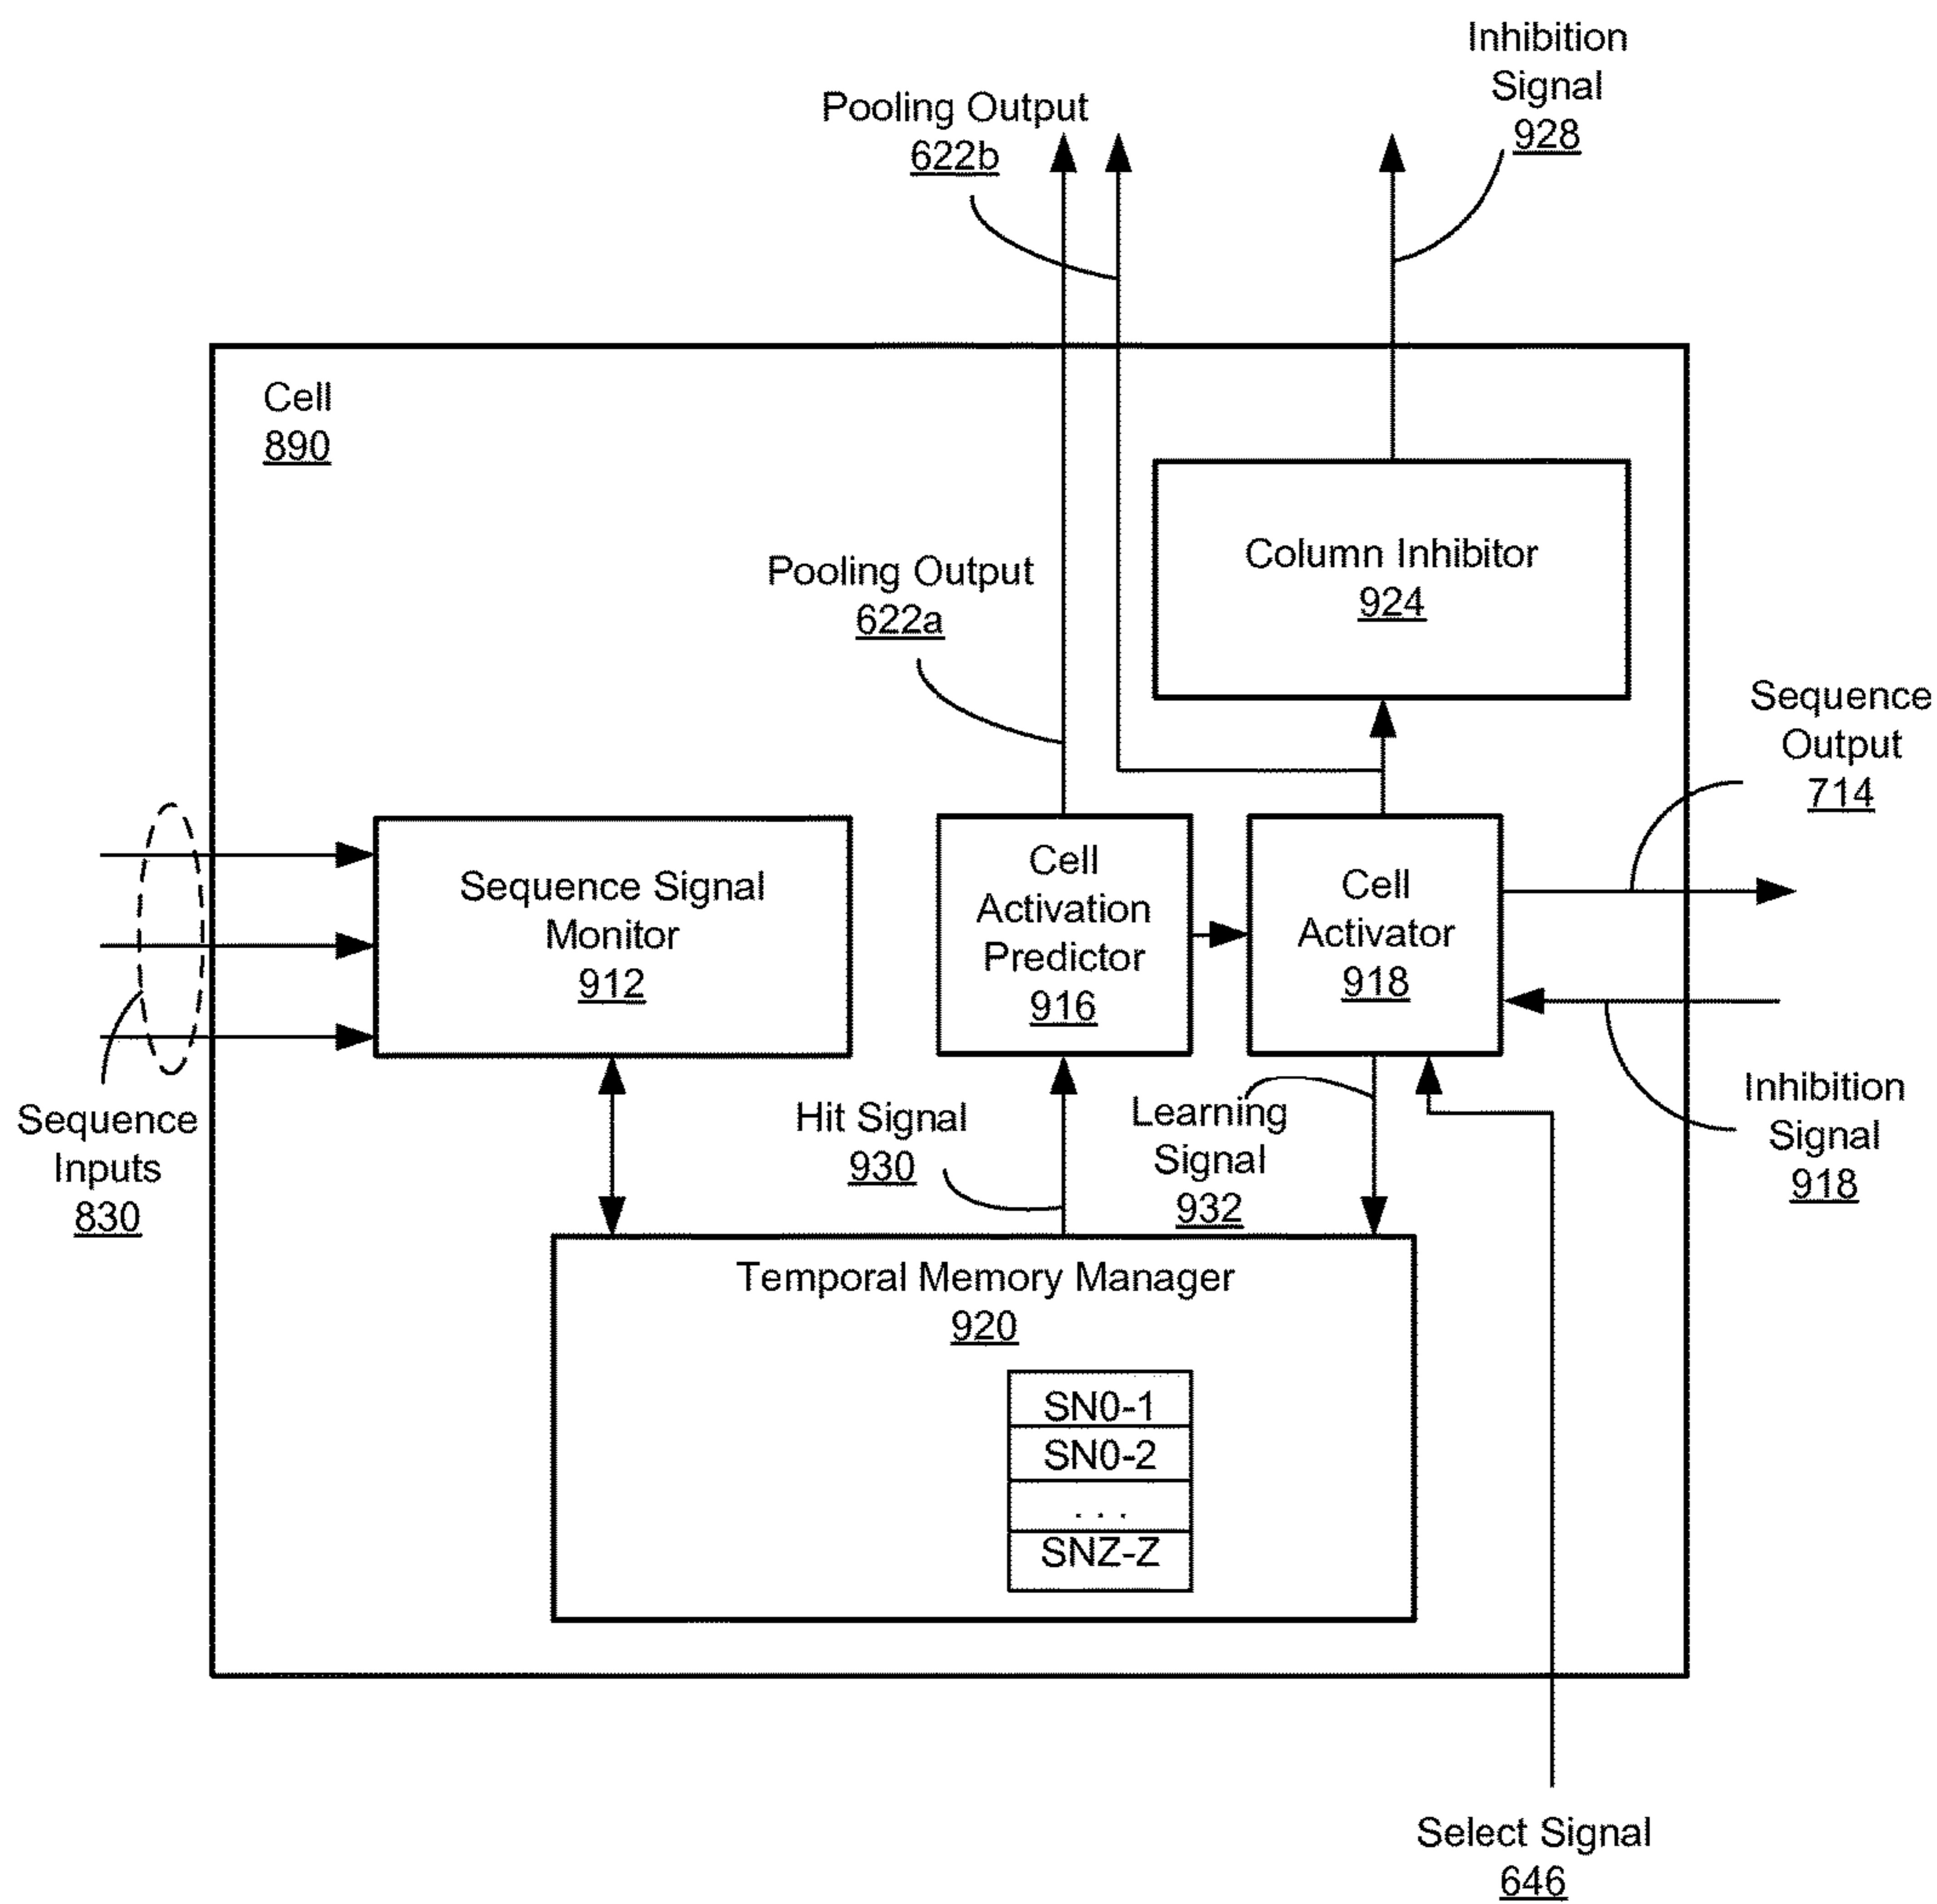 Inhibition
Signal
928
Pooling Output
622b
Cell
890
Column Inhibitor
924
Pooling Output
622a
Sequence
Output
714
Sequence Signal
Monitor
912
Cell
Activation
Predictor
916
Cell
Activator
918
Sequence
Inputs
830
Hit Signal
930
Learning
Signal
932
Inhibition
Signal
918
Temporal Memory Manager
920
SN0-1
SN0-2
. . .
SNZ-Z
Select Signal
646